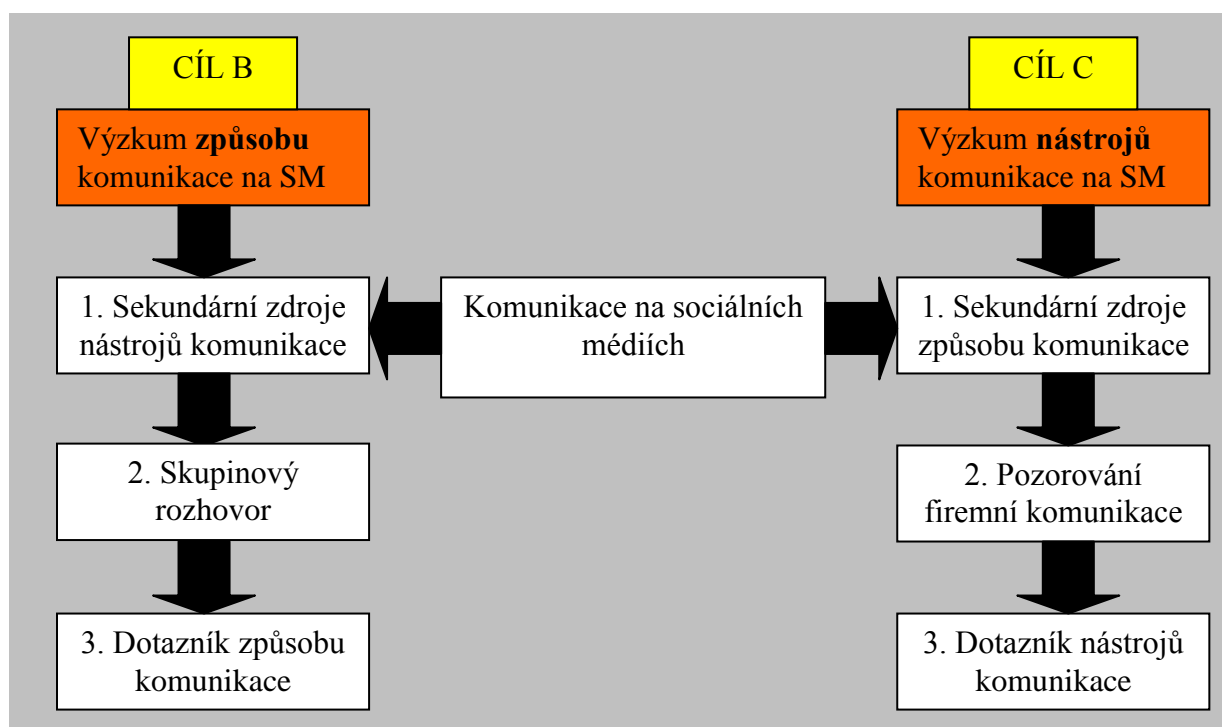 CÍL B
Výzkum způsobu
komunikace na SM
1. Sekundární zdroje
nástrojů komunikace
2. Skupinový
rozhovor
3. Dotazník způsobu
komunikace
Komunikace na sociálních
médiích
CÍL C
Výzkum nástrojů
komunikace na SM
1. Sekundární zdroje
způsobu komunikace
2. Pozorování
firemní komunikace
3. Dotazník nástrojů
komunikace